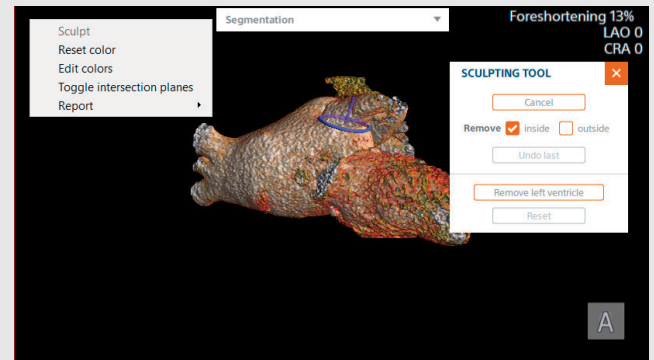 Sculpt
Reset color
Edit colors
Toggle intersection planes
Report
Segmentation
Foreshortening 13%
LAO 0
CRA 0
SCULPTING TOOL
Cancel
Remove inside outside
Undo last
Remove left ventricle
Reset
A